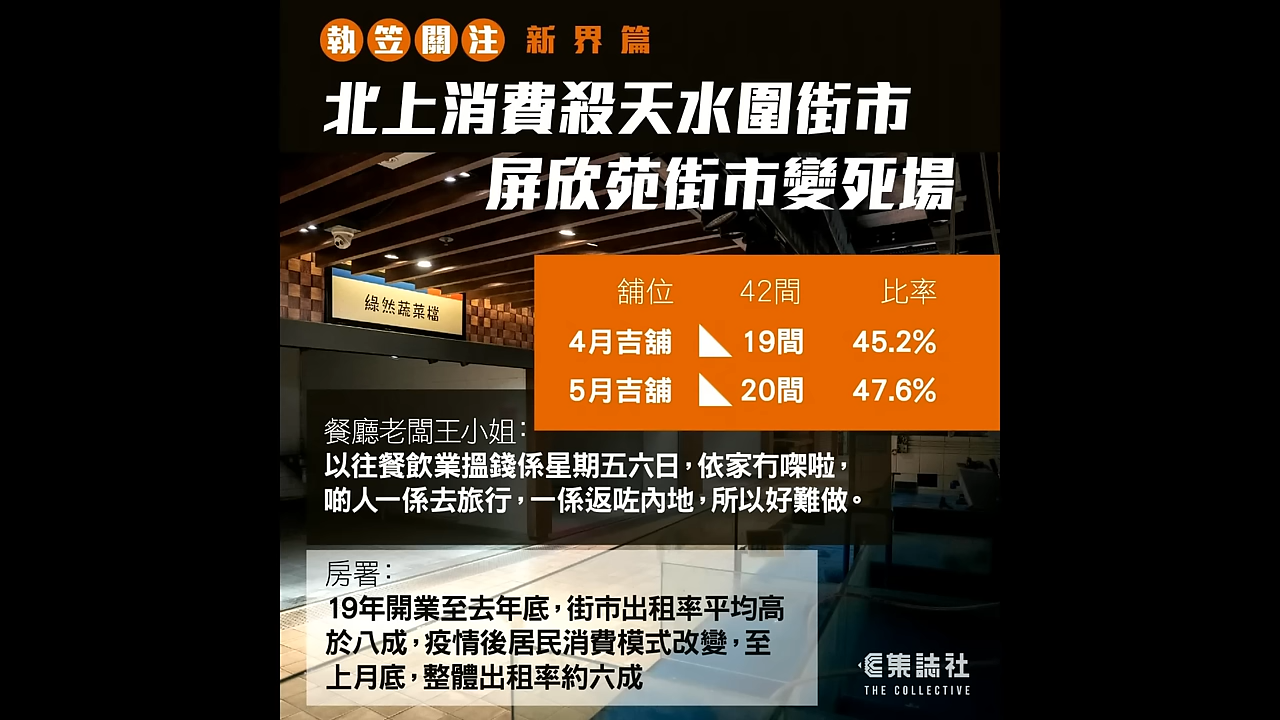 執笠關注 新界篇
北上消費殺天水圍街市
屏欣苑街市變死場
綠然蔬菜檔
舖位 42間 比率
4月吉舖 19間 45.2%
5月吉舖 20間 47.6%
餐廳老闆王小姐：
以往餐飲業搵錢係星期五六日，依家冇㗎啦，
啲人一係去旅行，一係返咗內地，所以好難做。
房署：
19年開業至去年底，街市出租率平均高
於八成，疫情後居民消費模式改變，至
上月底，整體出租率約六成
集誌社
THE COLLECTIVE